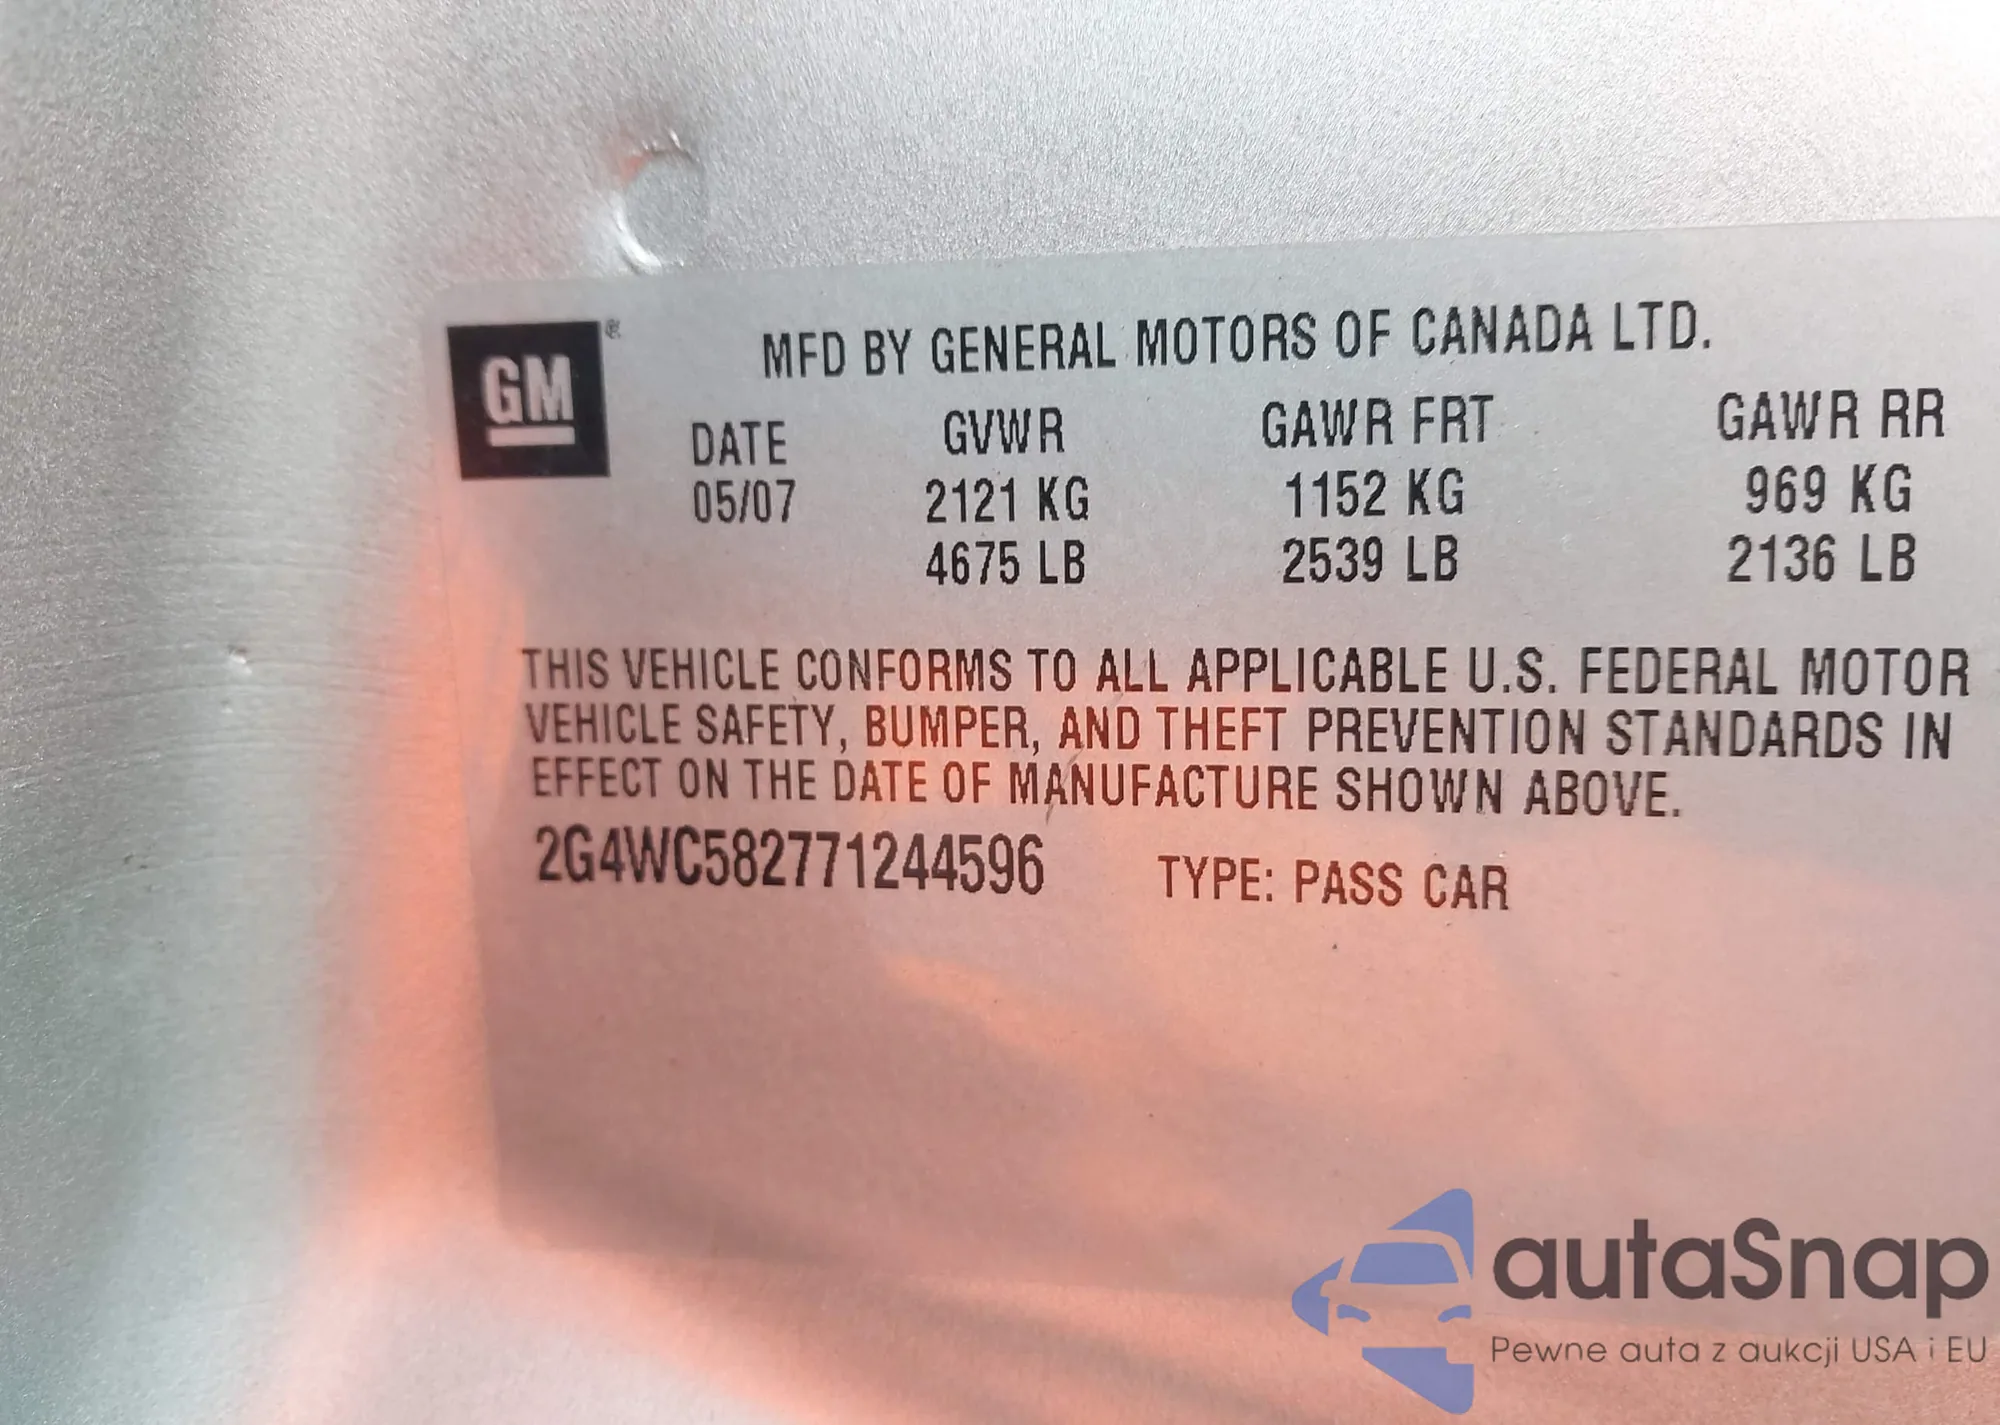 GM ®
MFD BY GENERAL MOTORS OF CANADA LTD.
DATE GVWR GAWR FRT GAWR RR
05/07 2121 KG 1152 KG 969 KG
4675 LB 2539 LB 2136 LB
THIS VEHICLE CONFORMS TO ALL APPLICABLE U.S. FEDERAL MOTOR
VEHICLE SAFETY, BUMPER, AND THEFT PREVENTION STANDARDS IN
EFFECT ON THE DATE OF MANUFACTURE SHOWN ABOVE.
2G4WC582771244596 TYPE: PASS CAR
autaSnap
Pewne auta z aukcji USA i EU